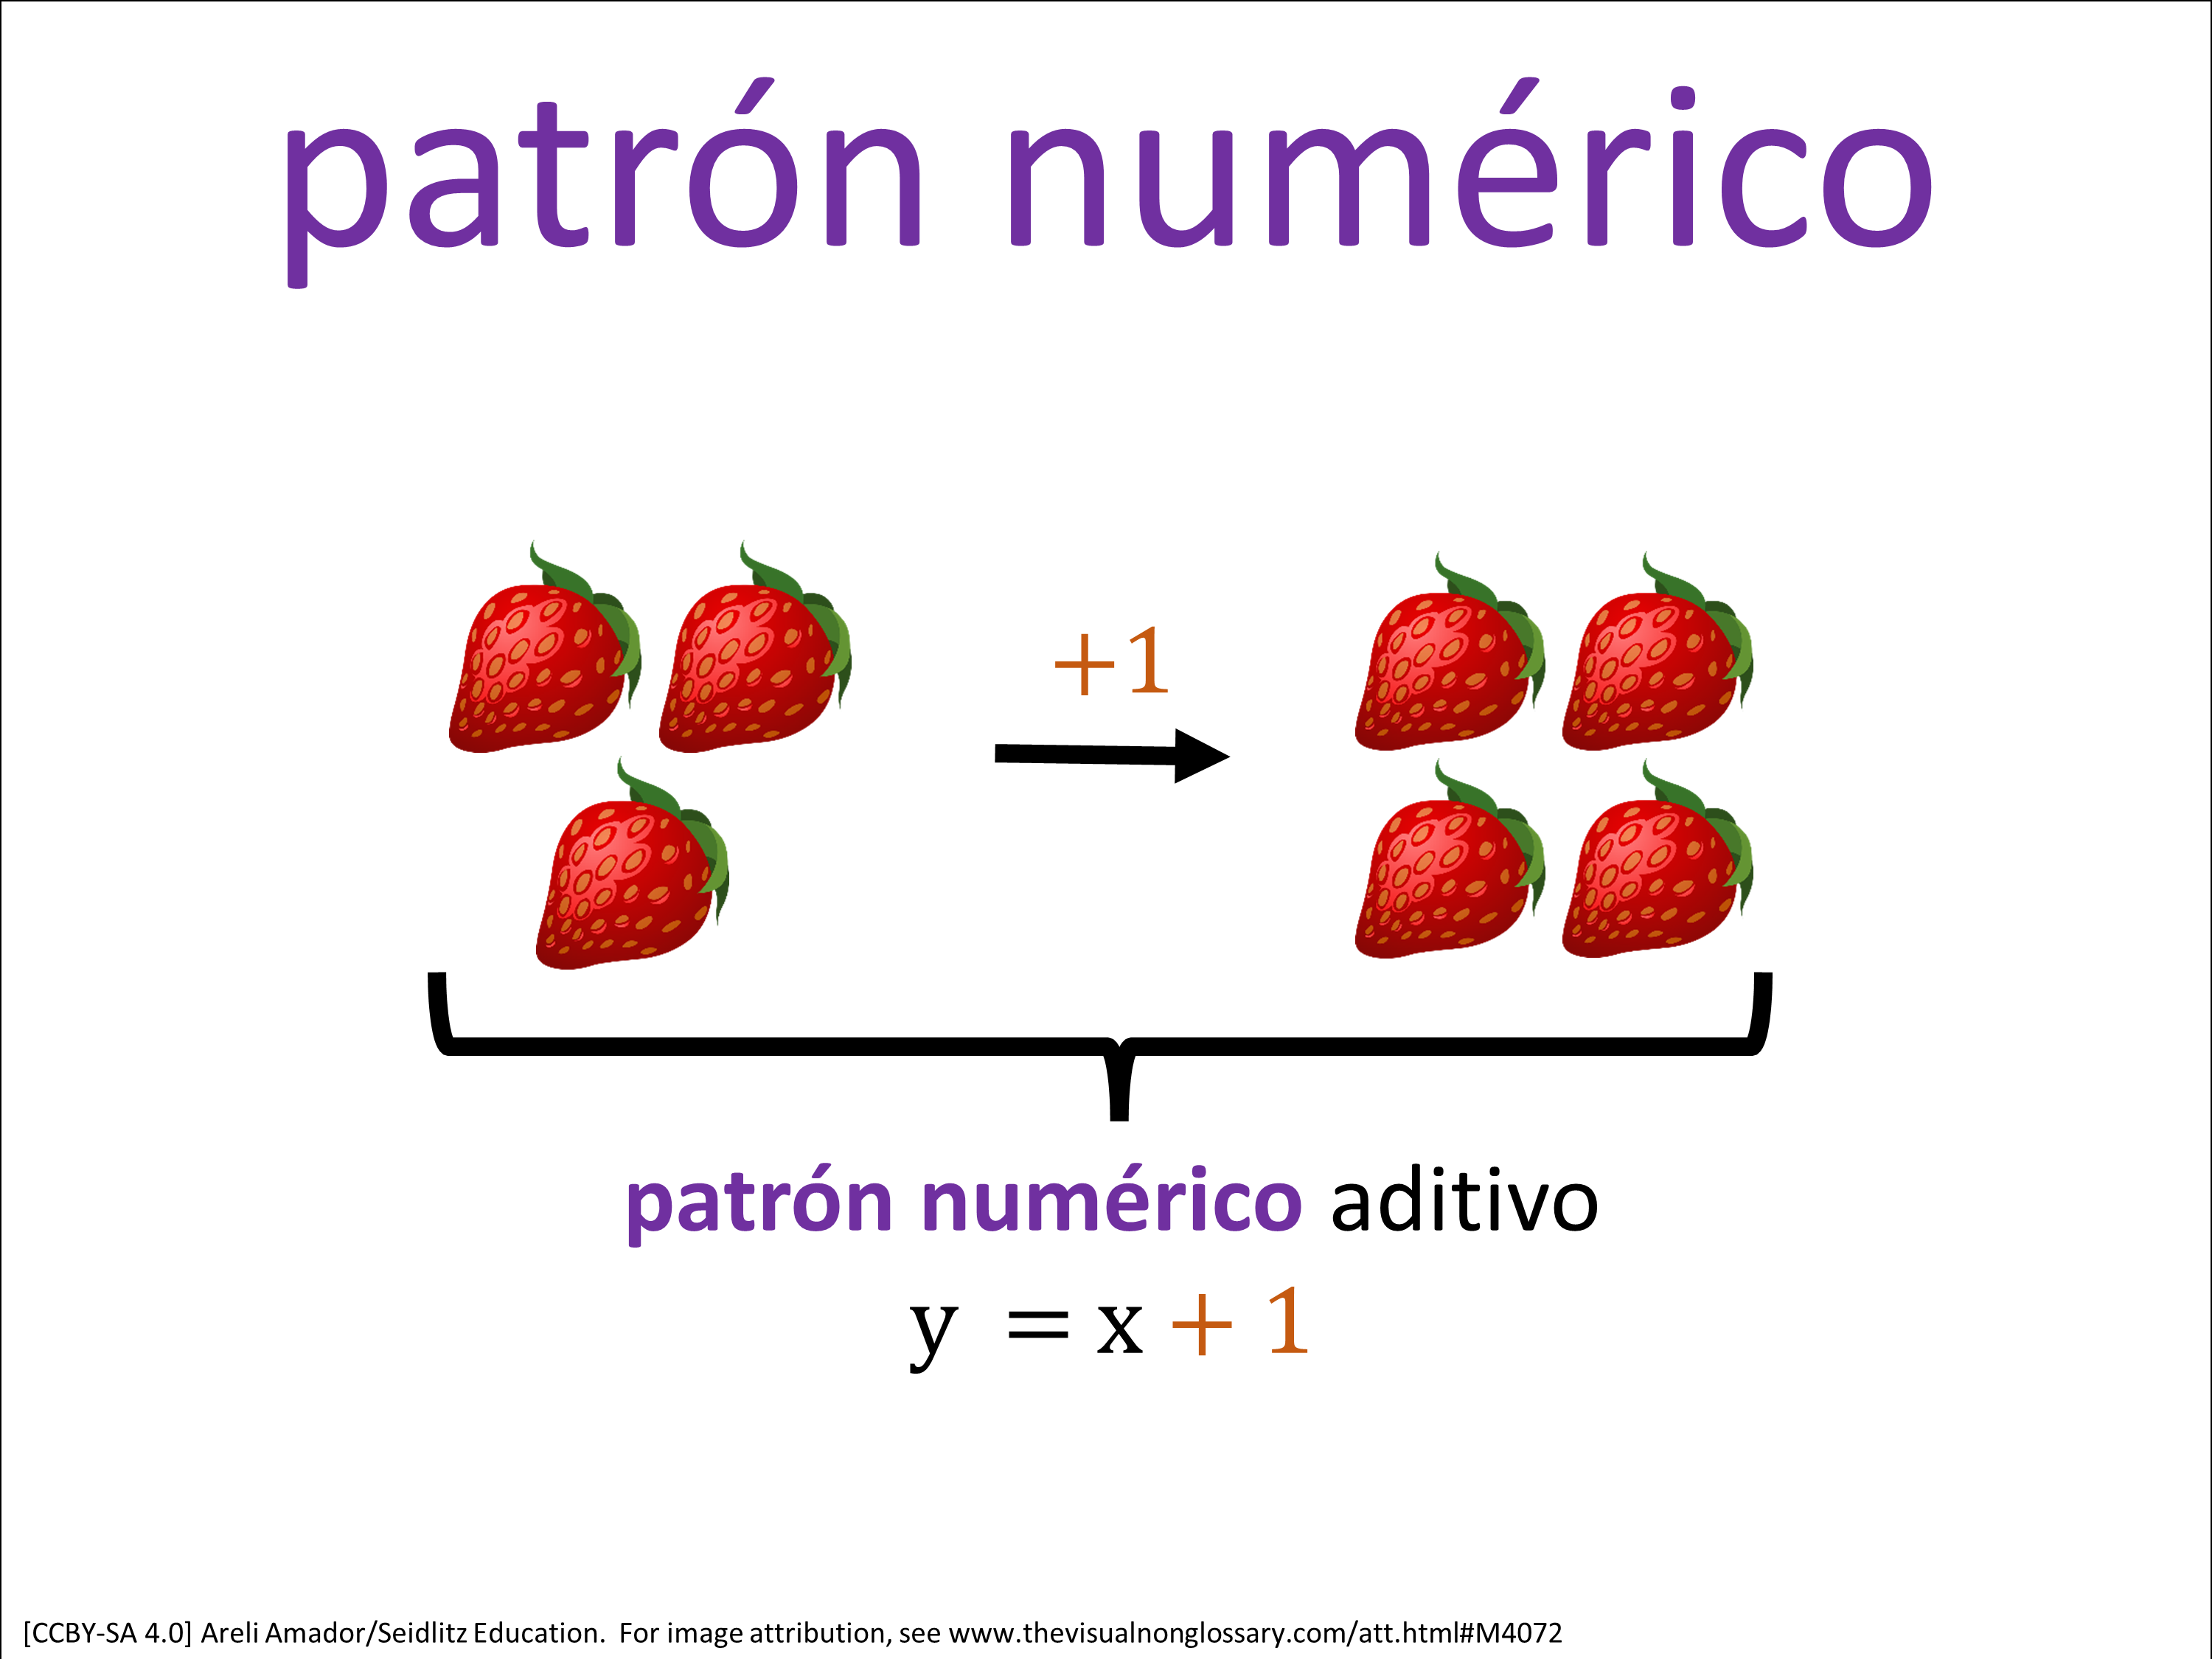 patrón numérico
+1
patrón numérico aditivo
y = x + 1
[CCBY-SA 4.0] Areli Amador/Seidlitz Education.  For image attribution, see www.thevisualnonglossary.com/att.html#M4072